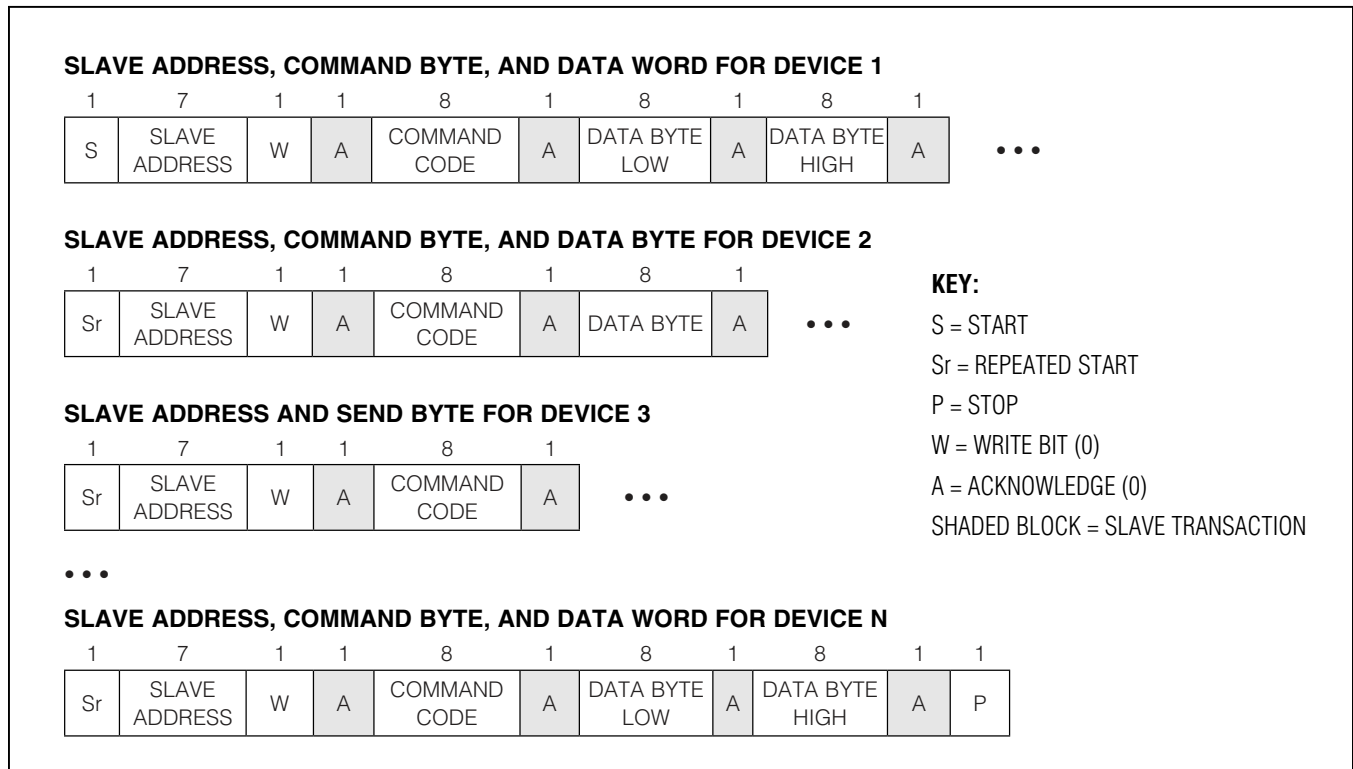 SLAVE ADDRESS, COMMAND BYTE, AND DATA WORD FOR DEVICE 1
1 7 1 1 8 1 8 1 8 1
S SLAVE ADDRESS W A COMMAND CODE A DATA BYTE LOW A DATA BYTE HIGH A •••
SLAVE ADDRESS, COMMAND BYTE, AND DATA BYTE FOR DEVICE 2
1 7 1 1 8 1 8 1
Sr SLAVE ADDRESS W A COMMAND CODE A DATA BYTE A •••
SLAVE ADDRESS AND SEND BYTE FOR DEVICE 3
1 7 1 1 8 1
Sr SLAVE ADDRESS W A COMMAND CODE A •••
•••
SLAVE ADDRESS, COMMAND BYTE, AND DATA WORD FOR DEVICE N
1 7 1 1 8 1 8 1 8 1 1
Sr SLAVE ADDRESS W A COMMAND CODE A DATA BYTE LOW A DATA BYTE HIGH A P
KEY:
S = START
Sr = REPEATED START
P = STOP
W = WRITE BIT (0)
A = ACKNOWLEDGE (0)
SHADED BLOCK = SLAVE TRANSACTION